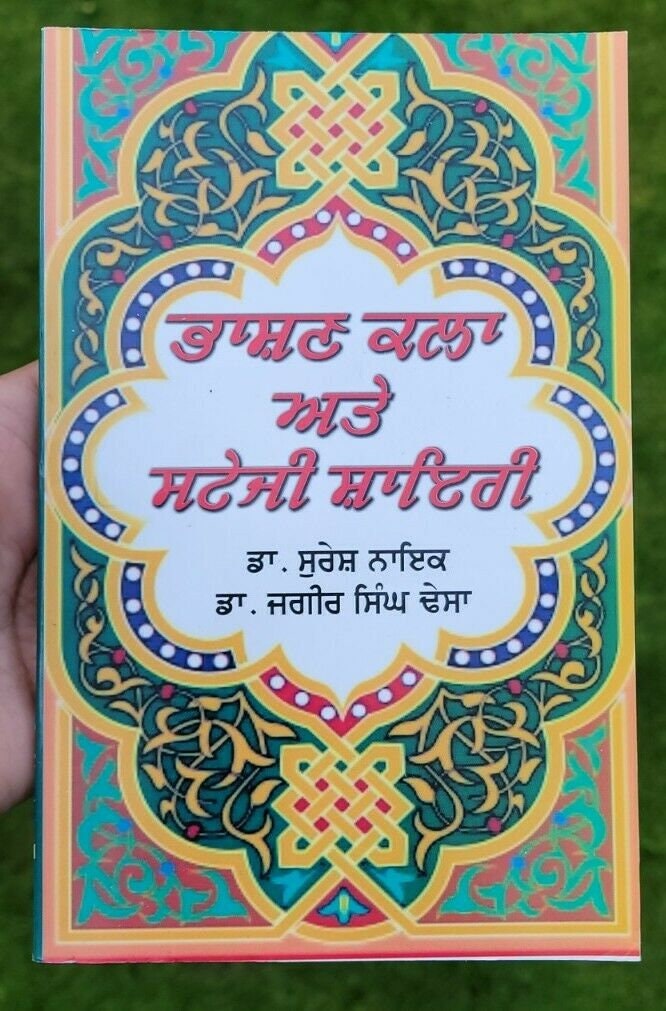 ਭਾਸ਼ਣ ਕਲਾ
ਅਤੇ
ਸਟੇਜੀ ਸ਼ਾਇਰੀ
ਡਾ. ਸੁਰੇਸ਼ ਨਾਇਕ
ਡਾ. ਜਗੀਰ ਸਿੰਘ ਢੇਸਾ